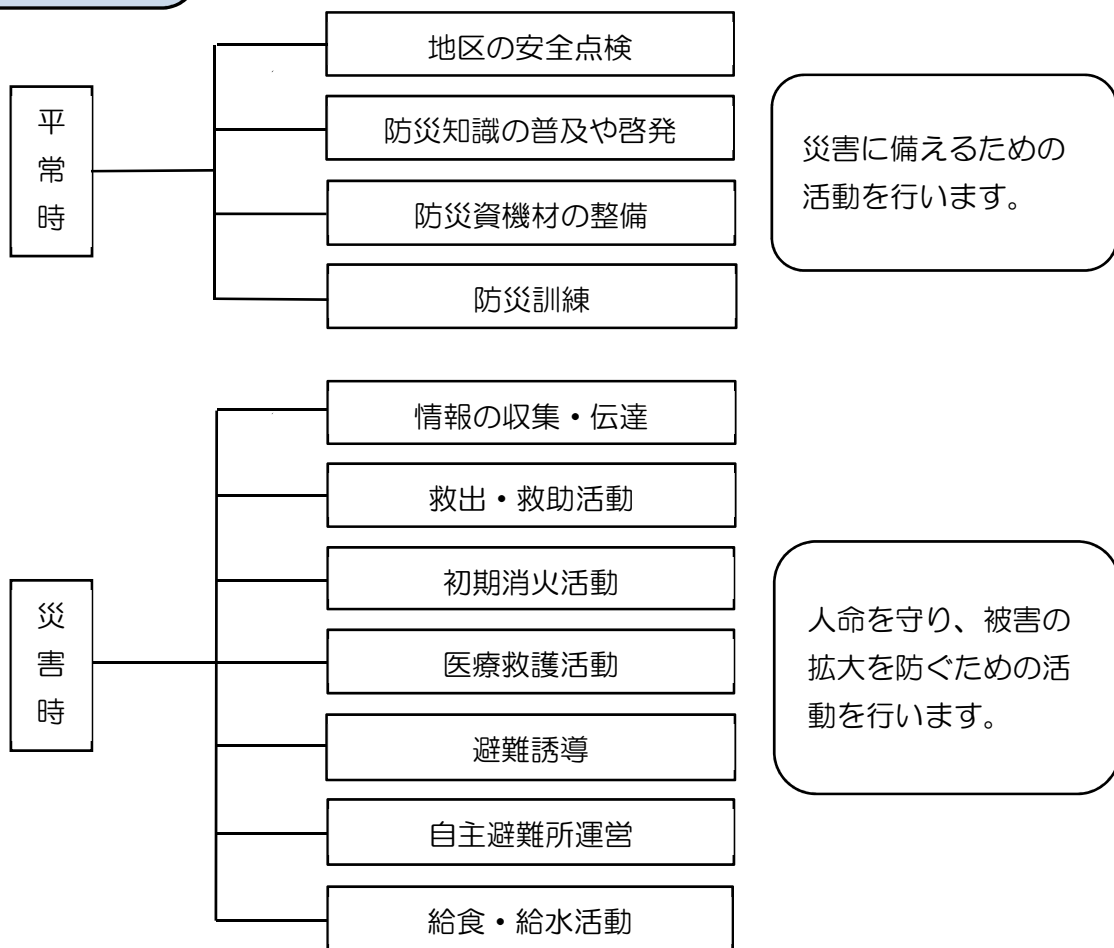 平常時
地区の安全点検
防災知識の普及や啓発
防災資機材の整備
防災訓練
災害に備えるための
活動を行います。
災害時
情報の収集・伝達
救出・救助活動
初期消火活動
医療救護活動
避難誘導
自主避難所運営
給食・給水活動
人命を守り、被害の
拡大を防ぐための活
動を行います。